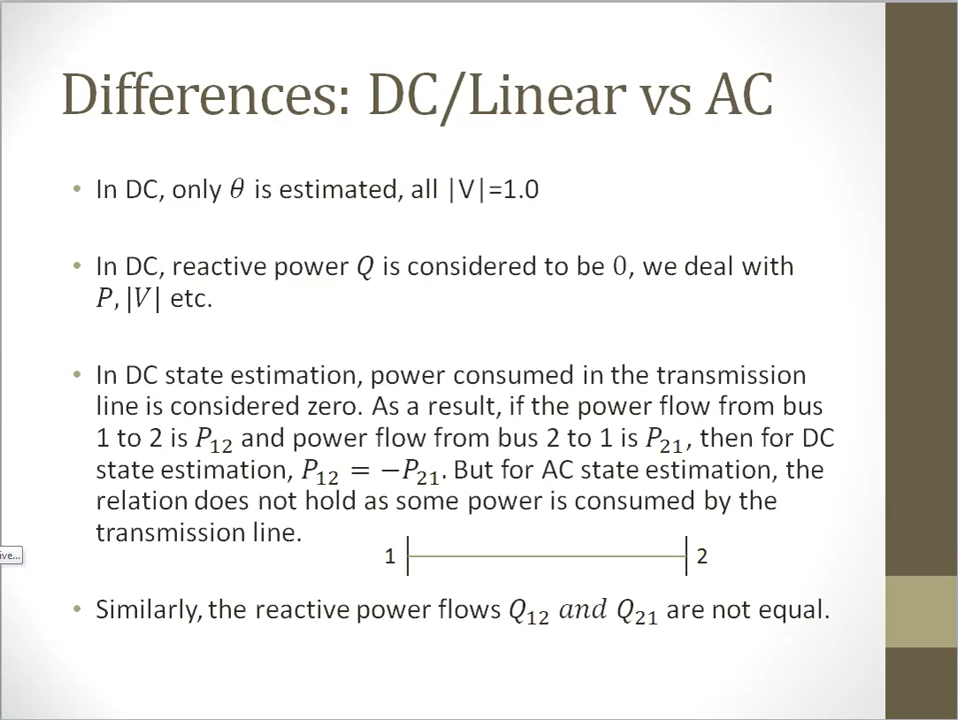 Differences: DC/Linear vs AC
• In DC, only θ is estimated, all |V|=1.0
• In DC, reactive power Q is considered to be 0, we deal with
P, |V| etc.
• In DC state estimation, power consumed in the transmission
line is considered zero. As a result, if the power flow from bus
1 to 2 is P₁₂ and power flow from bus 2 to 1 is P₂₁, then for DC
state estimation, P₁₂ = −P₂₁. But for AC state estimation, the
relation does not hold as some power is consumed by the
transmission line.
ive...
1 2
• Similarly, the reactive power flows Q₁₂ and Q₂₁ are not equal.